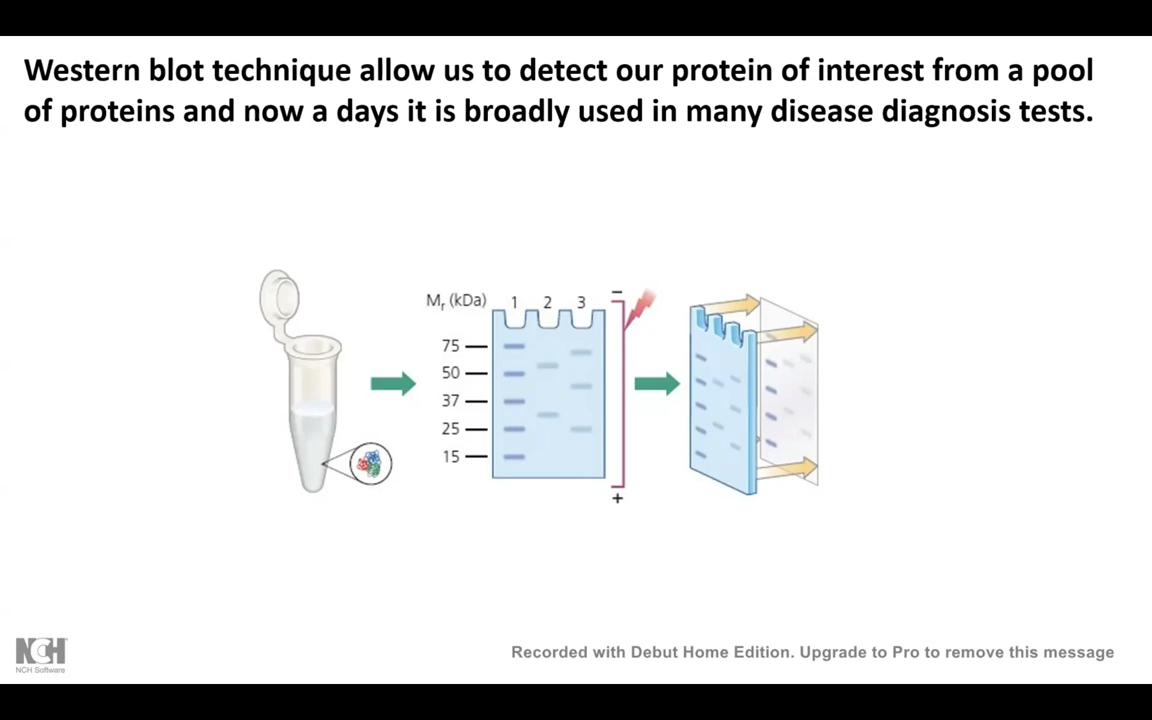 Western blot technique allow us to detect our protein of interest from a pool
of proteins and now a days it is broadly used in many disease diagnosis tests.
Mr (kDa) 1 2 3
75
50
37
25
15
−
+
NCH
NCH Software
Recorded with Debut Home Edition. Upgrade to Pro to remove this message